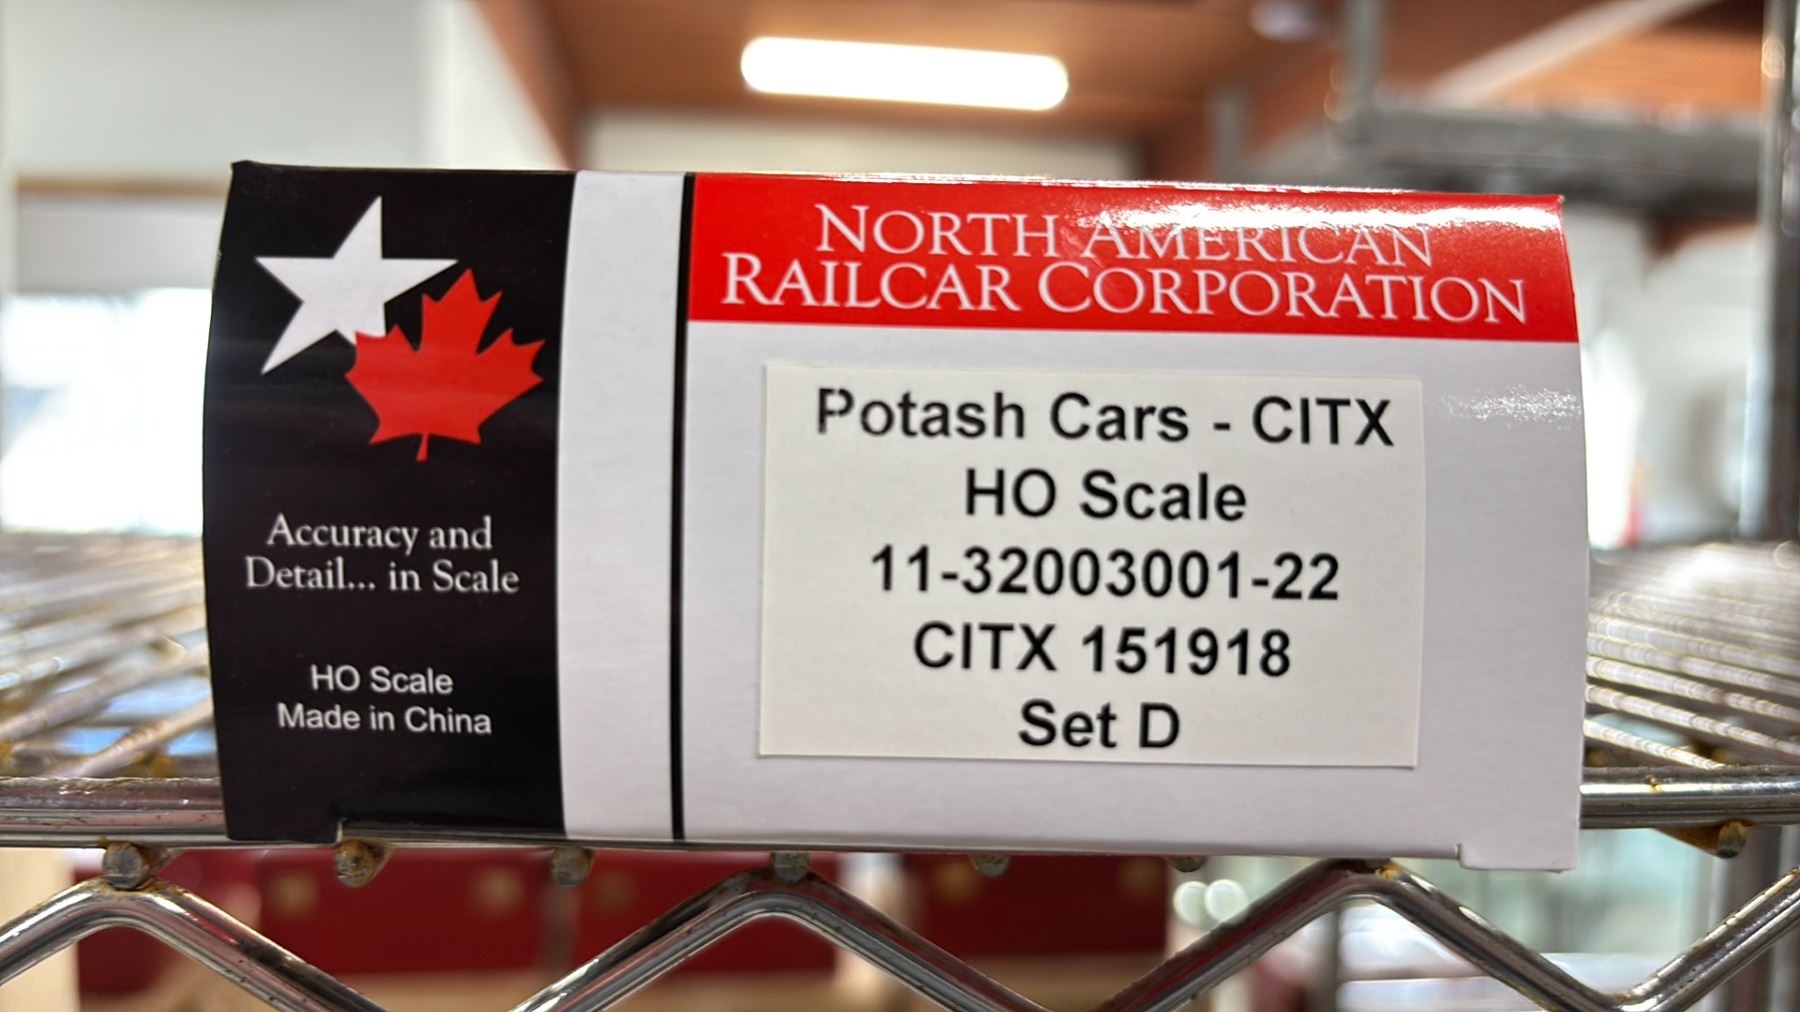 Accuracy and
Detail... in Scale
HO Scale
Made in China
NORTH AMERICAN
RAILCAR CORPORATION
Potash Cars - CITX
HO Scale
11-32003001-22
CITX 151918
Set D